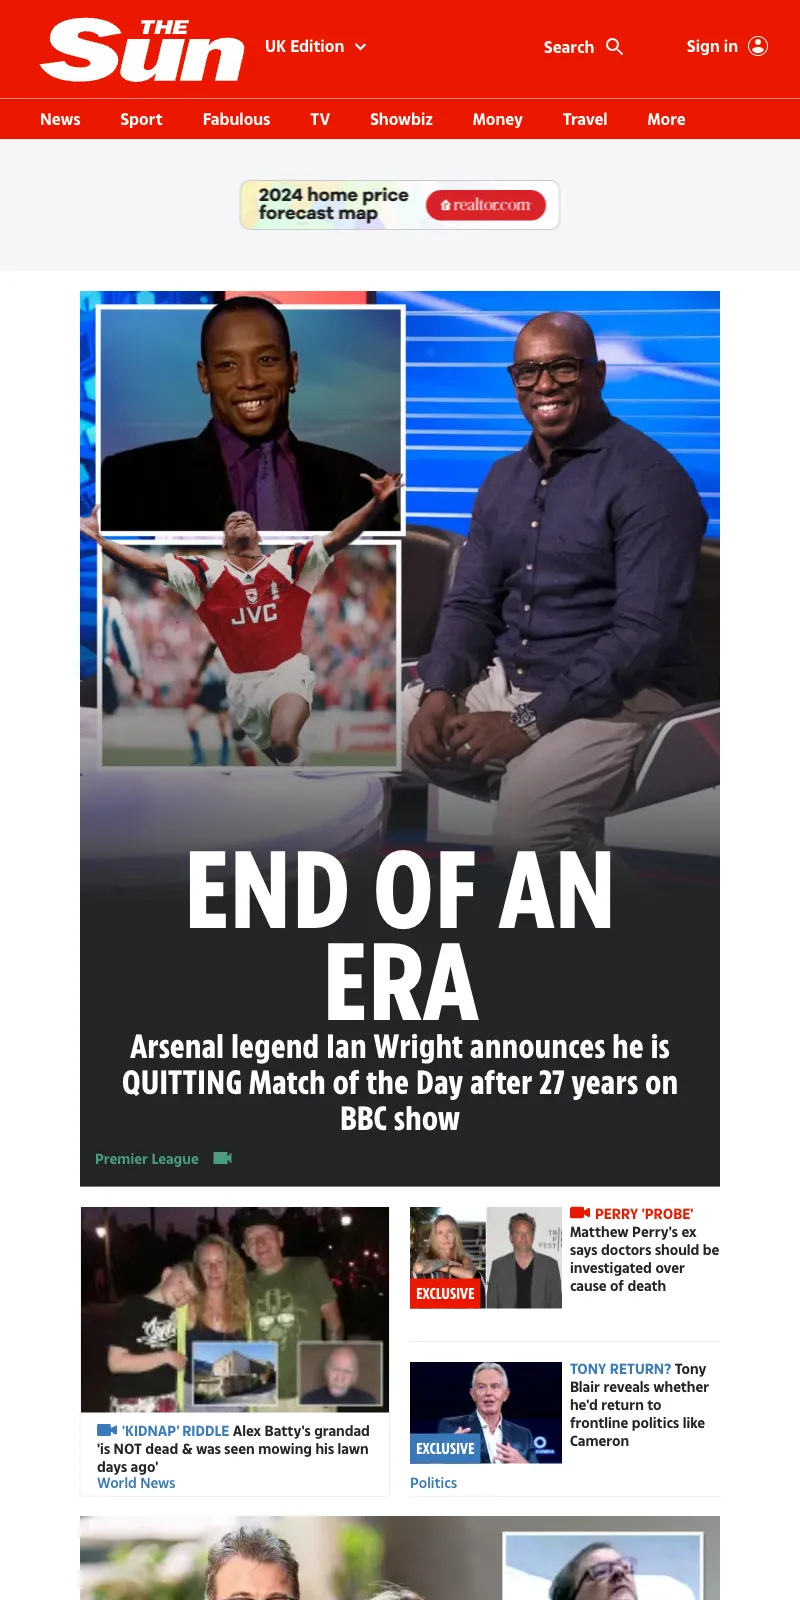 THE
Sun
UK Edition
Search
Sign in
News Sport Fabulous TV Showbiz Money Travel More
2024 home price
forecast map
realtor.com
JVC
END OF AN
ERA
Arsenal legend Ian Wright announces he is
QUITTING Match of the Day after 27 years on
BBC show
Premier League
'KIDNAP' RIDDLE Alex Batty's grandad
'is NOT dead & was seen mowing his lawn
days ago'
World News
EXCLUSIVE
PERRY 'PROBE'
Matthew Perry's ex
says doctors should be
investigated over
cause of death
EXCLUSIVE
TONY RETURN? Tony
Blair reveals whether
he'd return to
frontline politics like
Cameron
Politics